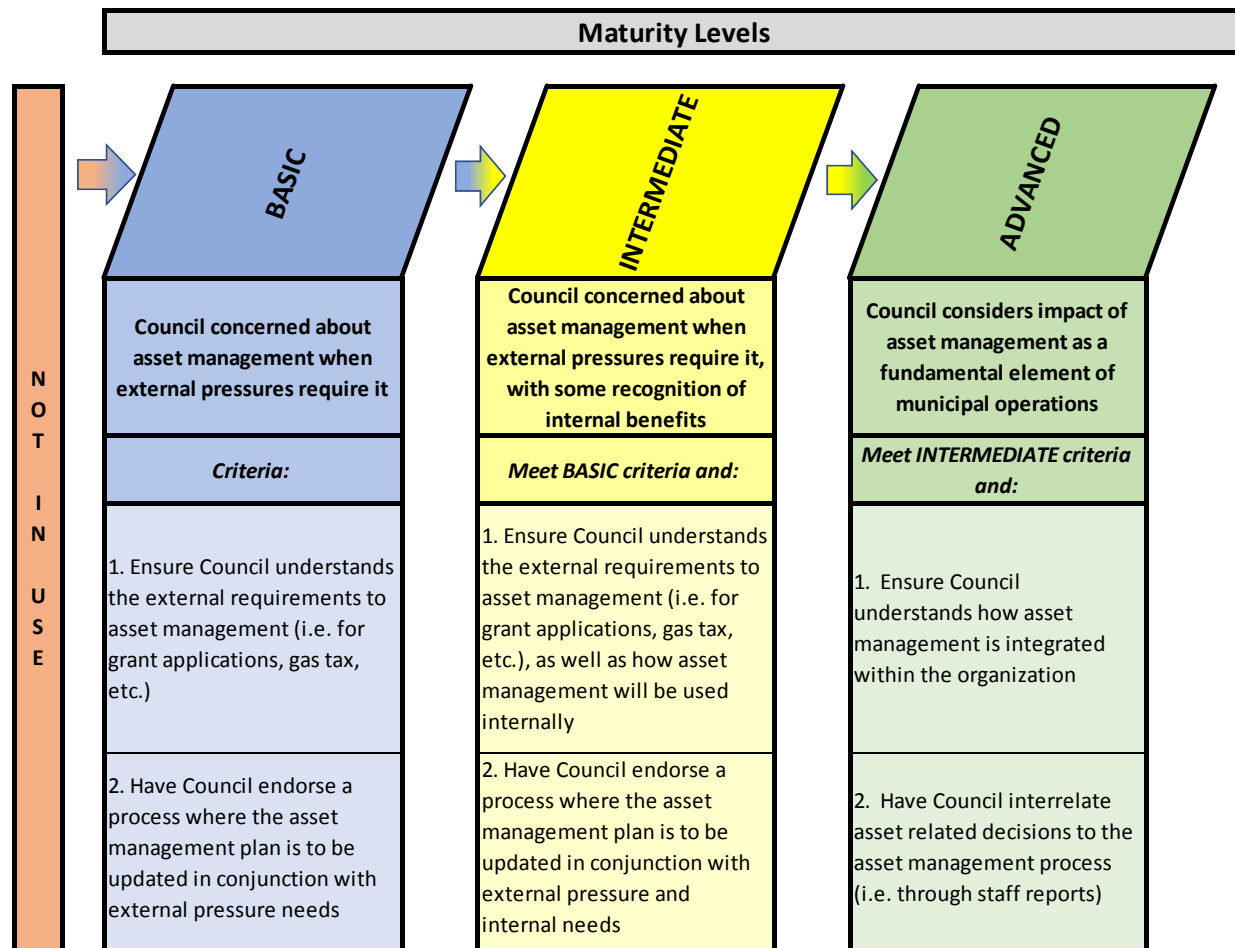 Maturity Levels
NOT IN USE
BASIC
INTERMEDIATE
ADVANCED
Council concerned about
asset management when
external pressures require it
Council concerned about
asset management when
external pressures require it,
with some recognition of
internal benefits
Council considers impact of
asset management as a
fundamental element of
municipal operations
Criteria:
Meet BASIC criteria and:
Meet INTERMEDIATE criteria
and:
1. Ensure Council understands
the external requirements to
asset management (i.e. for
grant applications, gas tax,
etc.)
1. Ensure Council understands
the external requirements to
asset management (i.e. for
grant applications, gas tax,
etc.), as well as how asset
management will be used
internally
1. Ensure Council
understands how asset
management is integrated
within the organization
2. Have Council endorse a
process where the asset
management plan is to be
updated in conjunction with
external pressure needs
2. Have Council endorse a
process where the asset
management plan is to be
updated in conjunction with
external pressure and
internal needs
2. Have Council interrelate
asset related decisions to the
asset management process
(i.e. through staff reports)